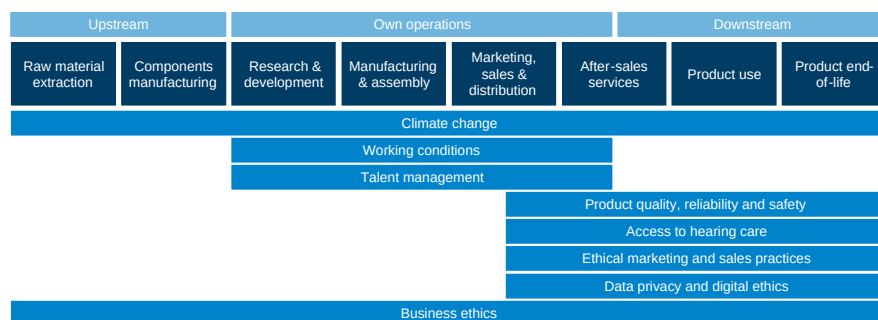 Upstream
Own operations
Downstream
Raw material
extraction
Components
manufacturing
Research &
development
Manufacturing
& assembly
Marketing,
sales &
distribution
After-sales
services
Product use
Product end-
of-life
Climate change
Working conditions
Talent management
Product quality, reliability and safety
Access to hearing care
Ethical marketing and sales practices
Data privacy and digital ethics
Business ethics